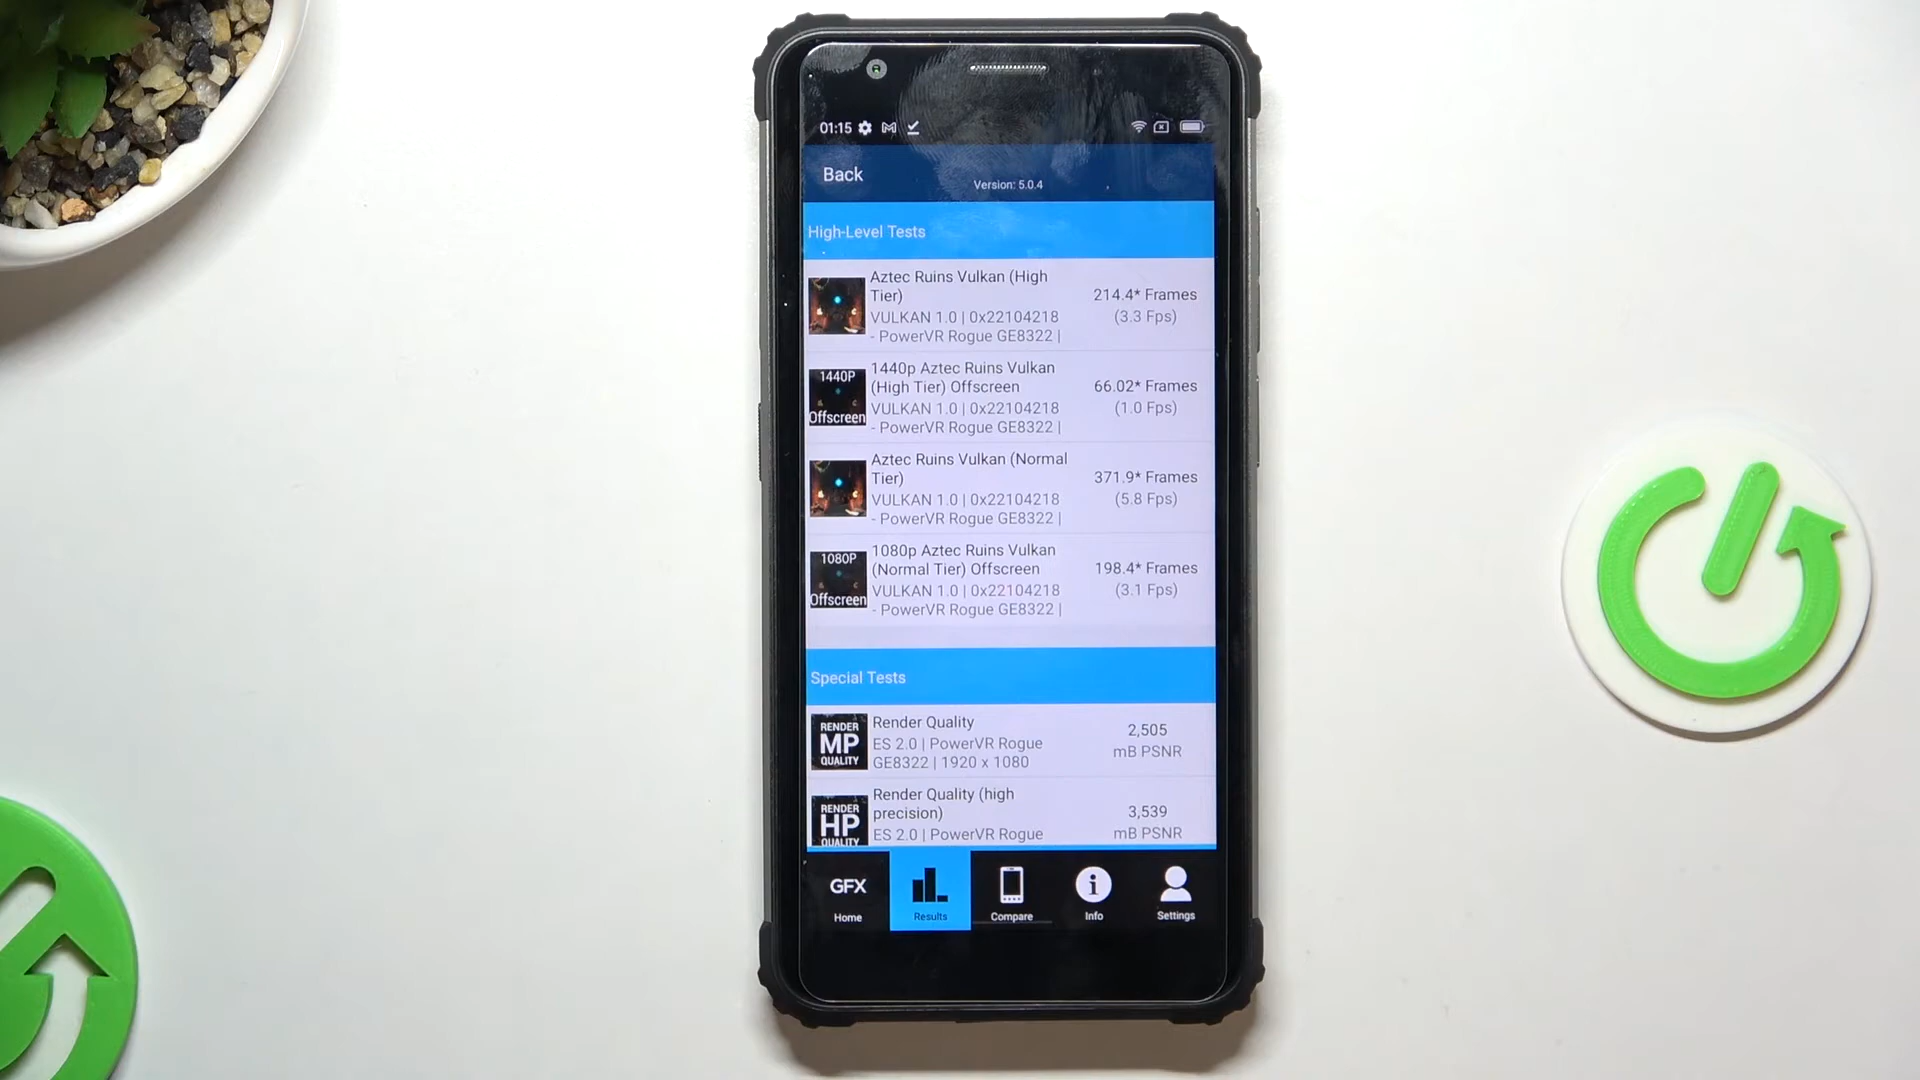 01:15
Back
Version: 5.0.4
High-Level Tests
Aztec Ruins Vulkan (High
Tier)
VULKAN 1.0 | 0x22104218
- PowerVR Rogue GE8322 |
214.4* Frames
(3.3 Fps)
1440P
Offscreen
1440p Aztec Ruins Vulkan
(High Tier) Offscreen
VULKAN 1.0 | 0x22104218
- PowerVR Rogue GE8322 |
66.02* Frames
(1.0 Fps)
Aztec Ruins Vulkan (Normal
Tier)
VULKAN 1.0 | 0x22104218
- PowerVR Rogue GE8322 |
371.9* Frames
(5.8 Fps)
1080P
Offscreen
1080p Aztec Ruins Vulkan
(Normal Tier) Offscreen
VULKAN 1.0 | 0x22104218
- PowerVR Rogue GE8322 |
198.4* Frames
(3.1 Fps)
Special Tests
RENDER
MP
QUALITY
Render Quality
ES 2.0 | PowerVR Rogue
GE8322 | 1920 x 1080
2,505
mB PSNR
RENDER
HP
QUALITY
Render Quality (high
precision)
ES 2.0 | PowerVR Rogue
3,539
mB PSNR
GFX
Home
Results
Compare
Info
Settings